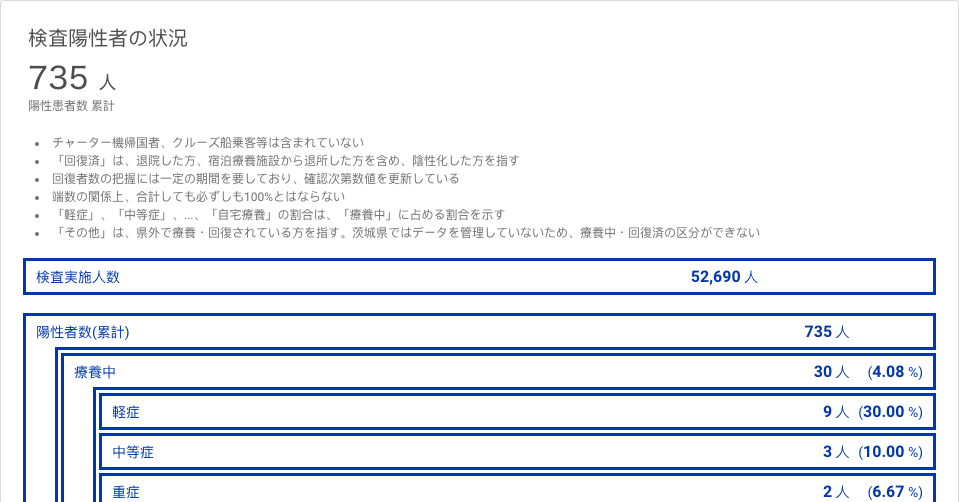 検査陽性者の状況
735 人
陽性患者数 累計
• チャーター機帰国者、クルーズ船乗客等は含まれていない
• 「回復済」は、退院した方、宿泊療養施設から退所した方を含め、陰性化した方を指す
• 回復者数の把握には一定の期間を要しており、確認次第数値を更新している
• 端数の関係上、合計しても必ずしも100%とはならない
• 「軽症」、「中等症」、...、「自宅療養」の割合は、「療養中」に占める割合を示す
• 「その他」は、県外で療養・回復されている方を指す。茨城県ではデータを管理していないため、療養中・回復済の区分ができない
検査実施人数 52,690 人
陽性者数(累計) 735 人
療養中 30 人 (4.08 %)
軽症 9 人 (30.00 %)
中等症 3 人 (10.00 %)
重症 2 人 (6.67 %)